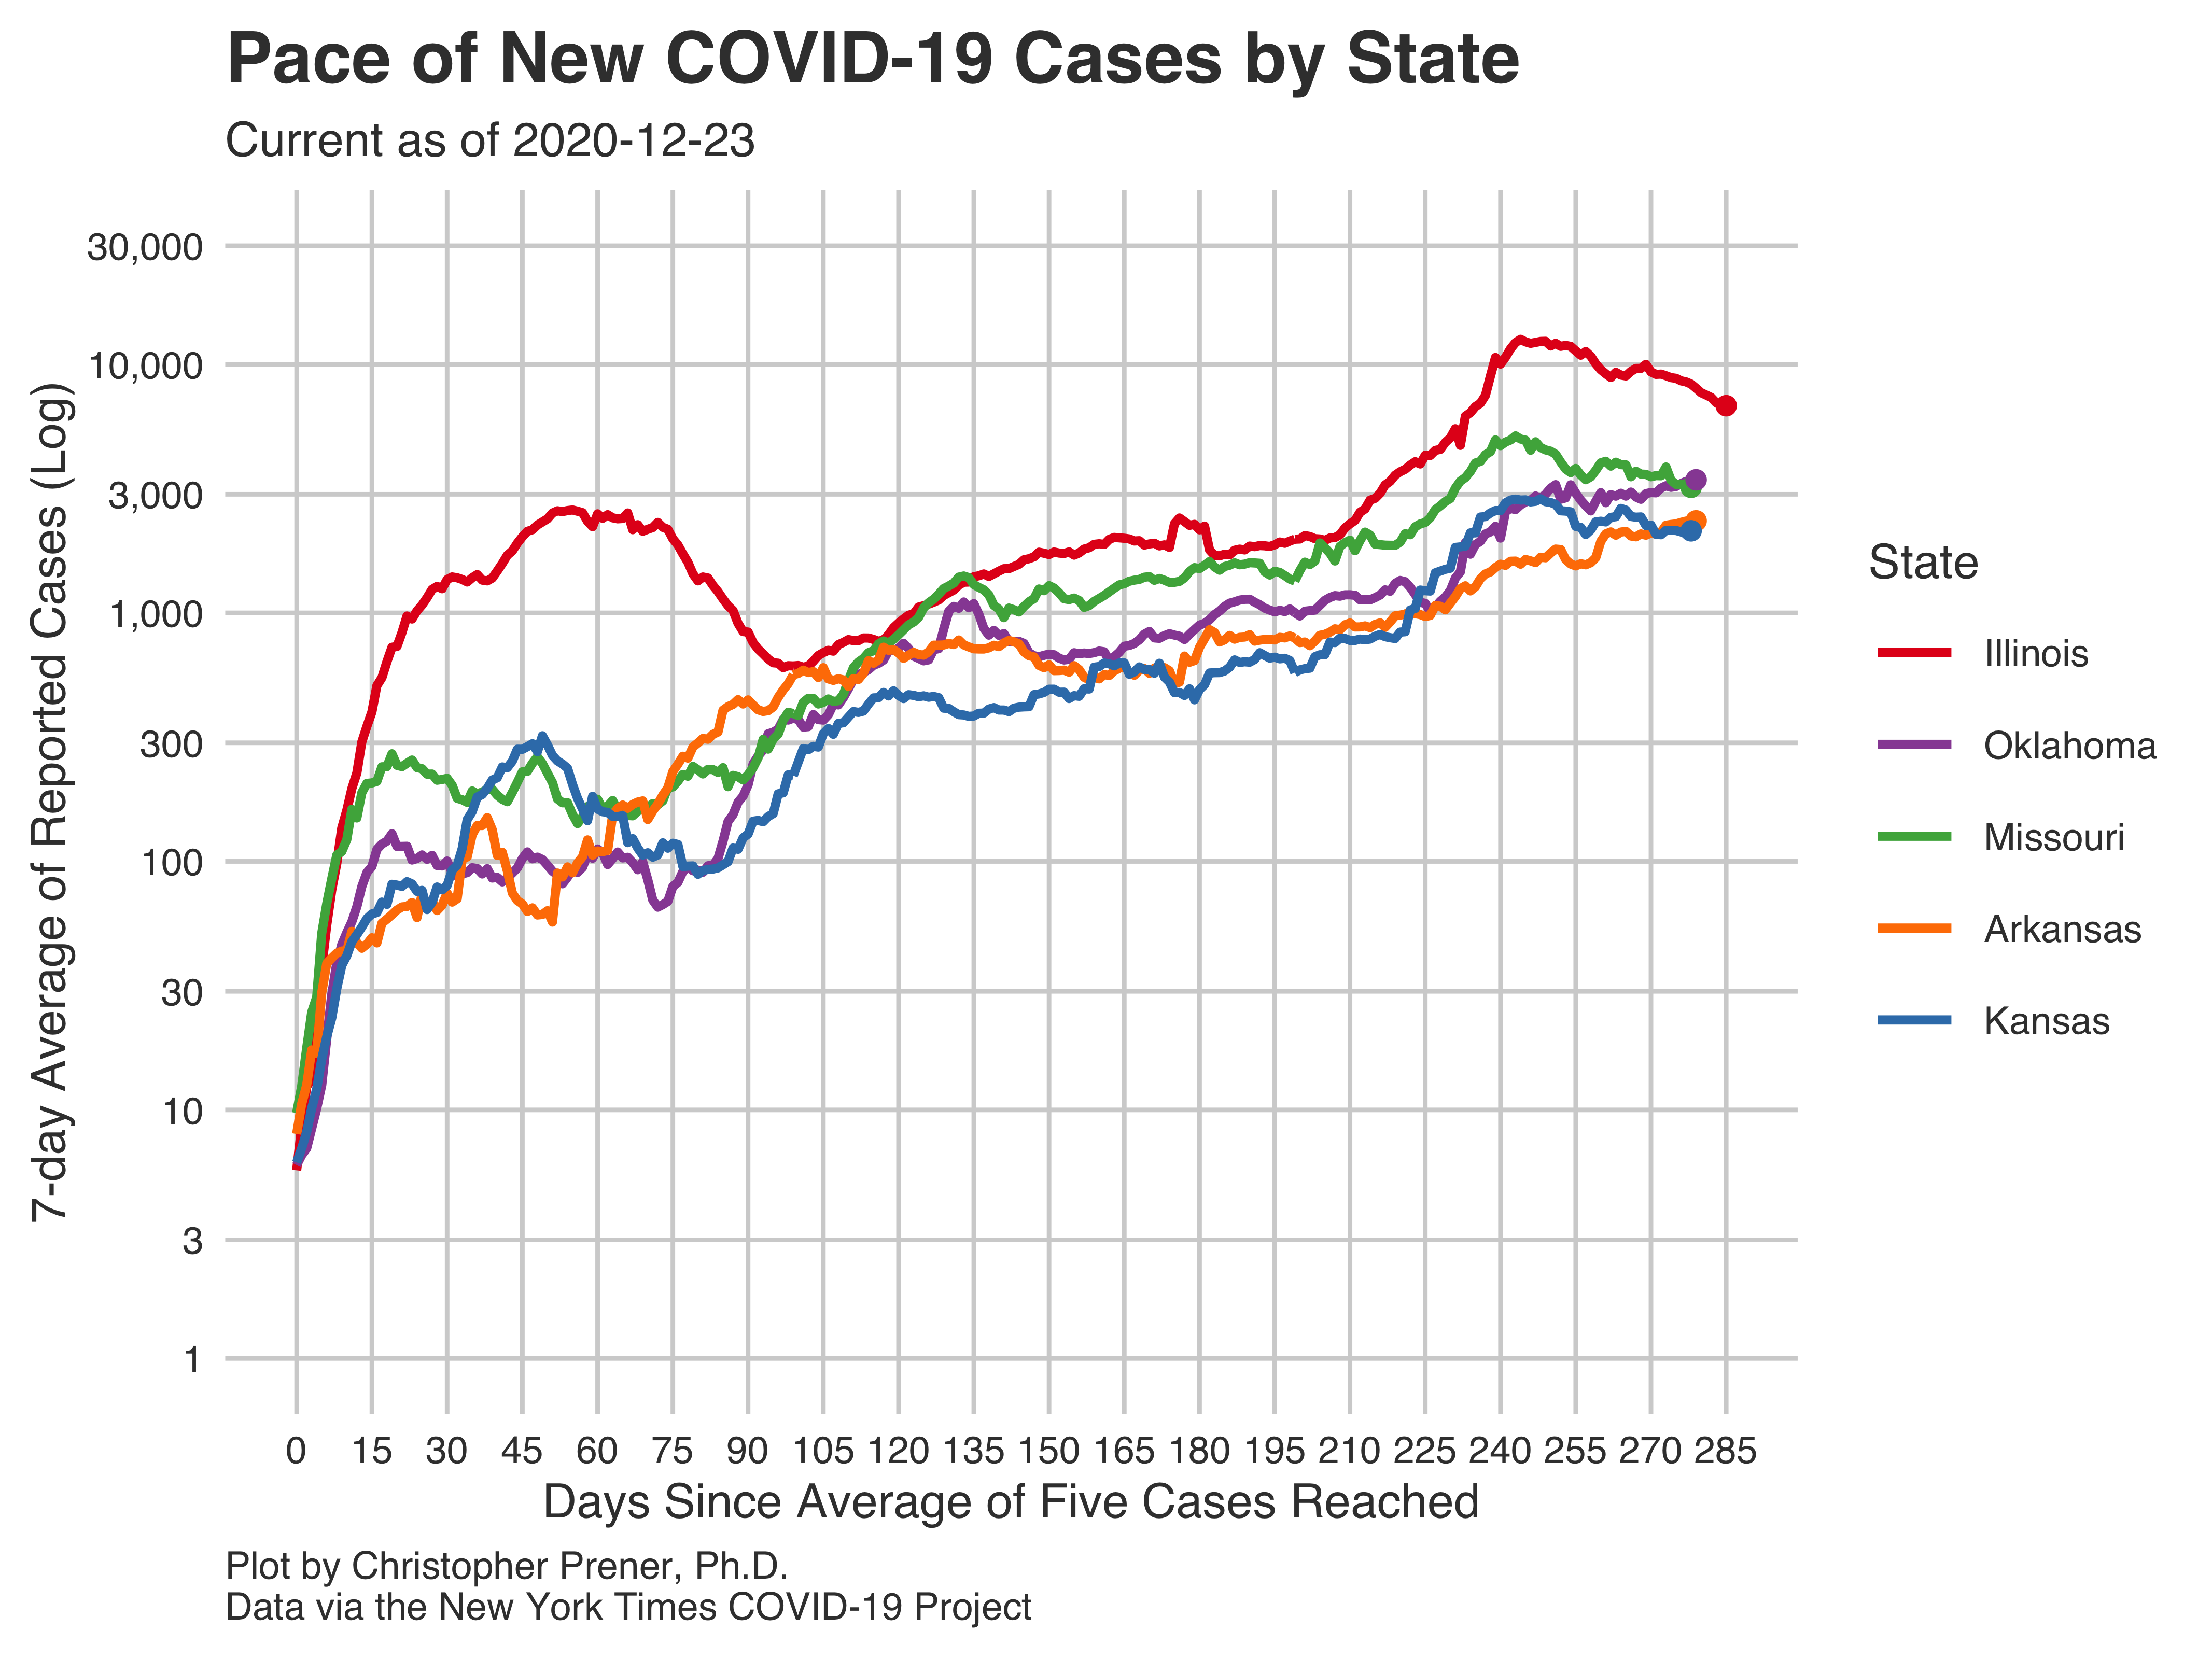 Pace of New COVID-19 Cases by State
Current as of 2020-12-23
7-day Average of Reported Cases (Log)
30,000
10,000
3,000
1,000
300
100
30
10
3
1
0 15 30 45 60 75 90 105 120 135 150 165 180 195 210 225 240 255 270 285
Days Since Average of Five Cases Reached
State
Illinois
Oklahoma
Missouri
Arkansas
Kansas
Plot by Christopher Prener, Ph.D.
Data via the New York Times COVID-19 Project